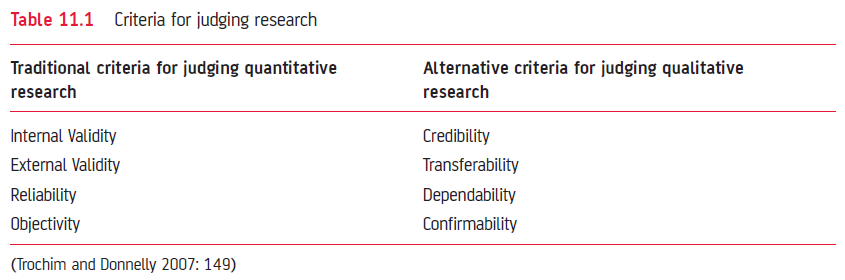 Table 11.1 Criteria for judging research
Traditional criteria for judging quantitative research Alternative criteria for judging qualitative research
Internal Validity Credibility
External Validity Transferability
Reliability Dependability
Objectivity Confirmability
(Trochim and Donnelly 2007: 149)